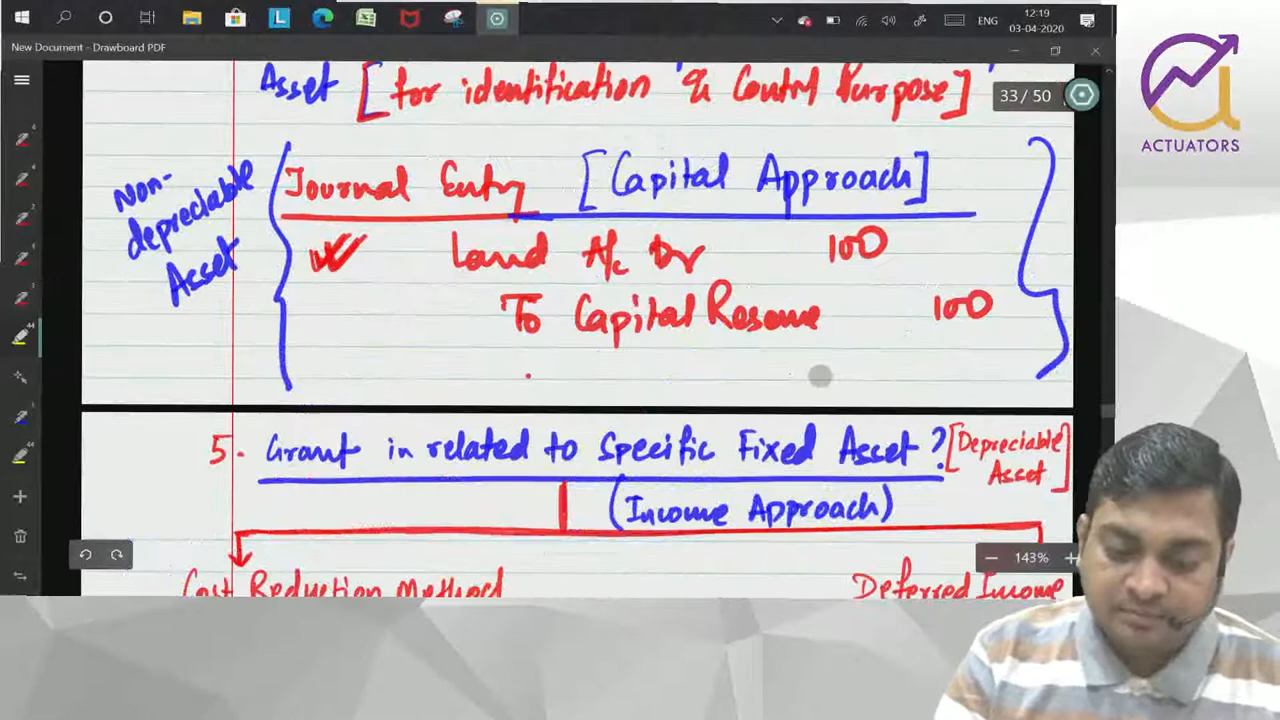 12:19
ENG
03-04-2020
New Document - Drawboard PDF
Asset [for identification & Control Purpose]
33 / 50
ACTUATORS
Non-
depreciable
Asset
Journal Entry [Capital Approach]
Land A/c Dr 100
To Capital Reserve 100
5. Grant in related to Specific Fixed Asset? [Depreciable
Asset]
(Income Approach)
143%
Cost Reduction Method
Deferred Income